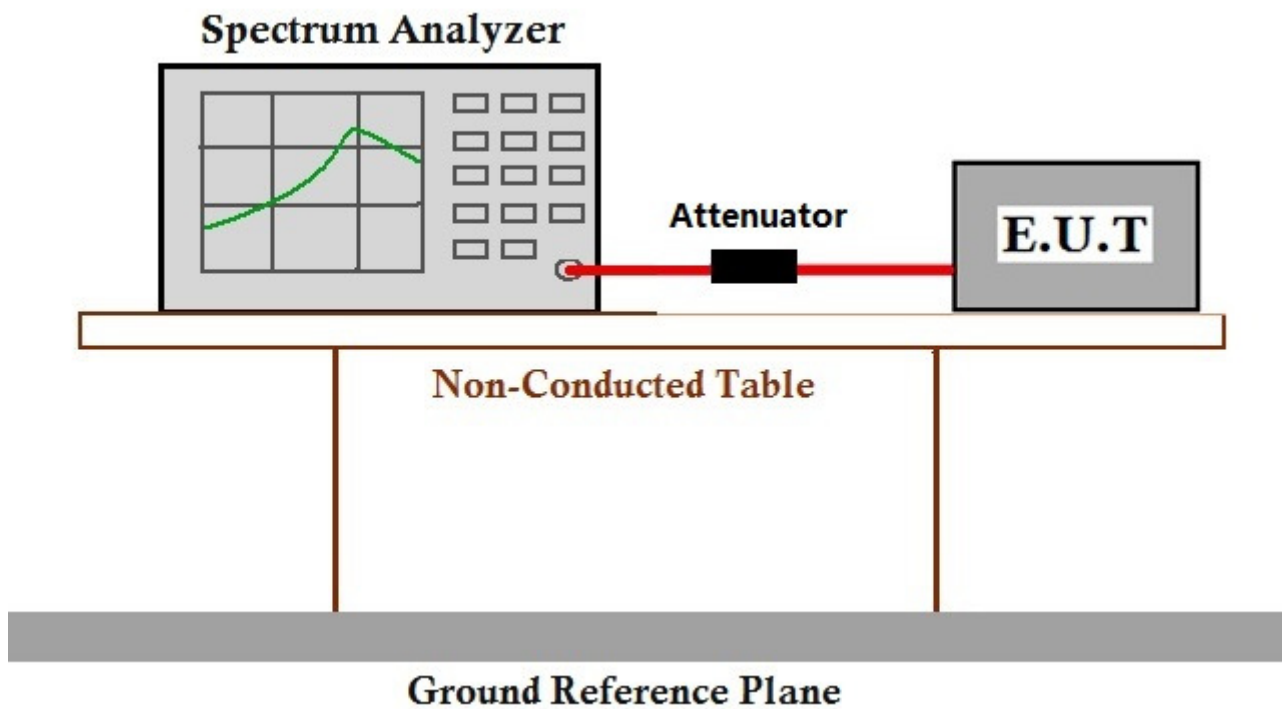 Spectrum Analyzer
Attenuator
E.U.T
Non-Conducted Table
Ground Reference Plane